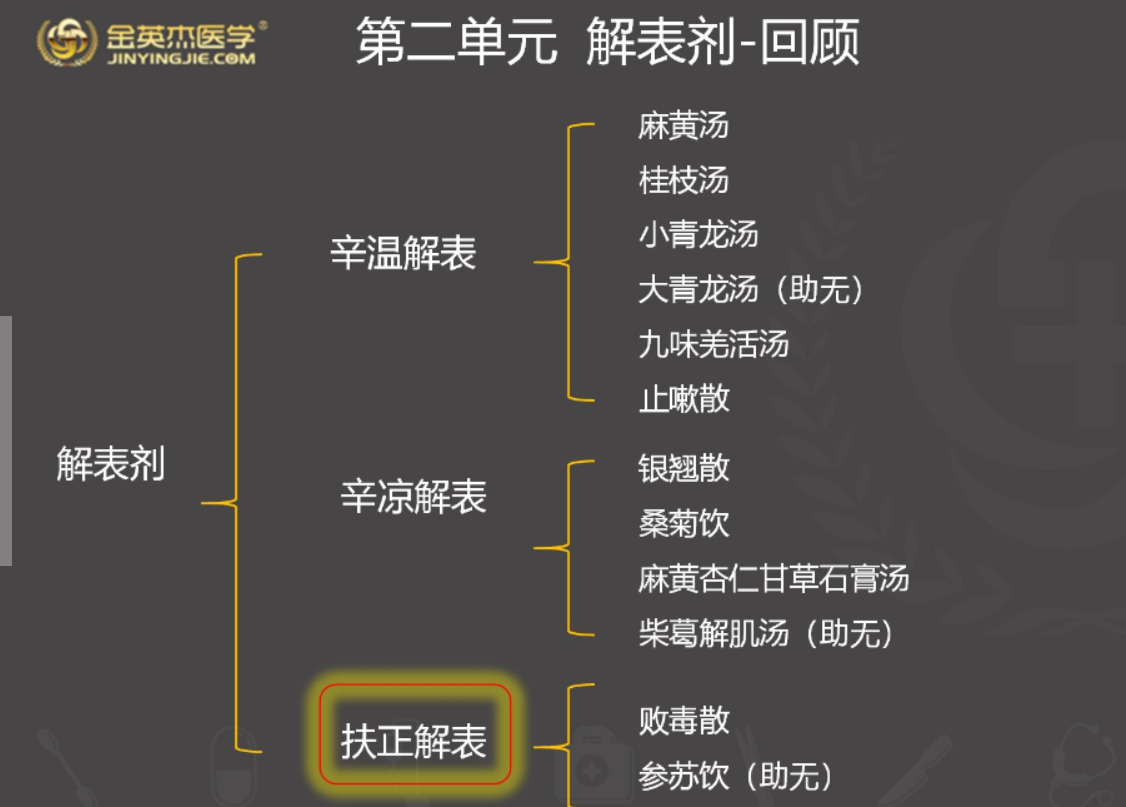 金英杰医学®
JINYINGJIE.COM
第二单元 解表剂-回顾
解表剂
辛温解表
麻黄汤
桂枝汤
小青龙汤
大青龙汤（助无）
九味羌活汤
止嗽散
辛凉解表
银翘散
桑菊饮
麻黄杏仁甘草石膏汤
柴葛解肌汤（助无）
扶正解表
败毒散
参苏饮（助无）